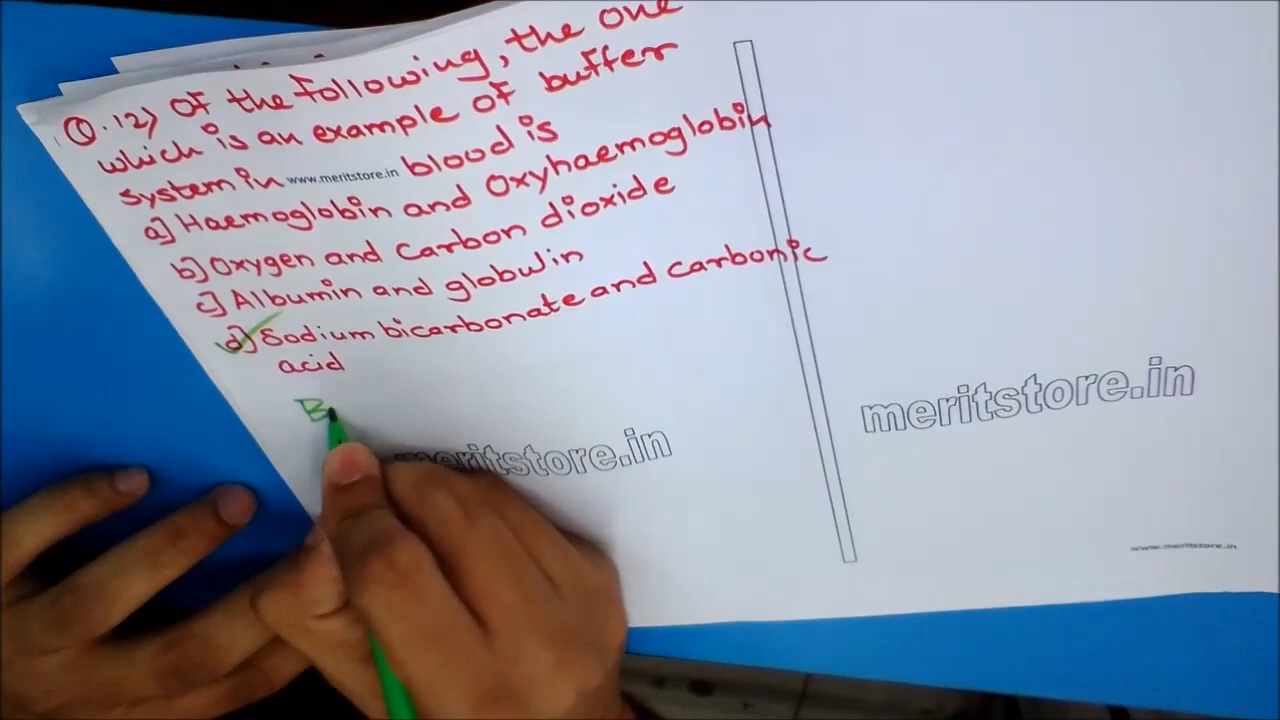 Q.12) Of the following, the one
which is an example of buffer
system in www.meritstore.in blood is
a] Haemoglobin and Oxyhaemoglobin
b] Oxygen and Carbon dioxide
c] Albumin and globulin
d] Sodium bicarbonate and carbonic
acid
B
meritstore.in
meritstore.in
www.meritstore.in